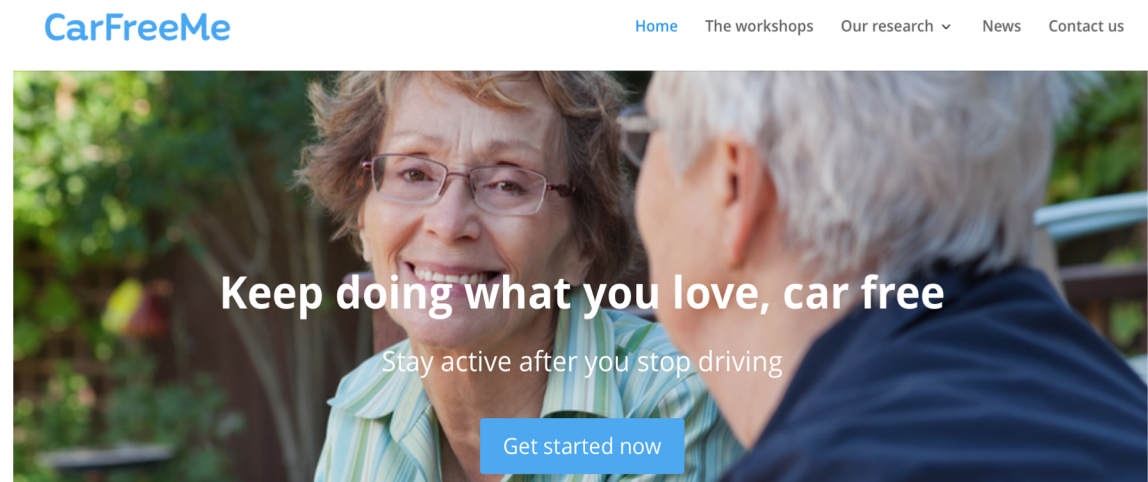 CarFreeMe
Home The workshops Our research News Contact us
Keep doing what you love, car free
Stay active after you stop driving
Get started now